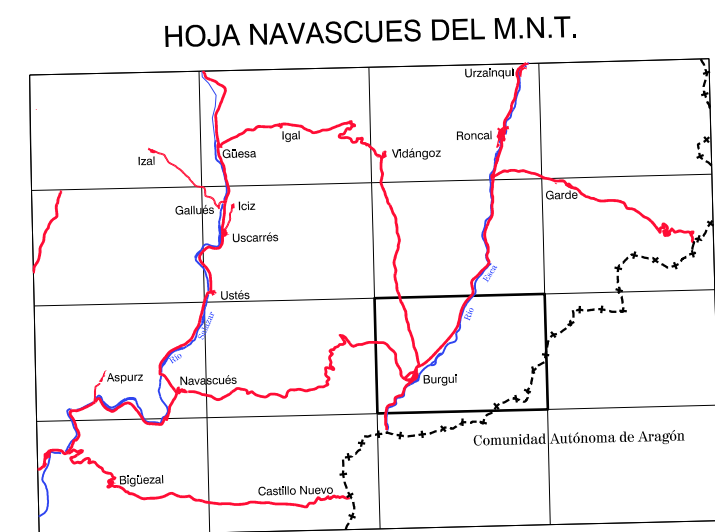 HOJA NAVASCUES DEL M.N.T.
Urzainqui
Roncal
Igal
Güesa
Vidángoz
Izal
Garde
Gallués
Iciz
Uscarrés
Esca
Río
Ustés
Salazar
Río
Aspurz
Navascués
Burgui
Comunidad Autónoma de Aragón
Bigüezal
Castillo Nuevo